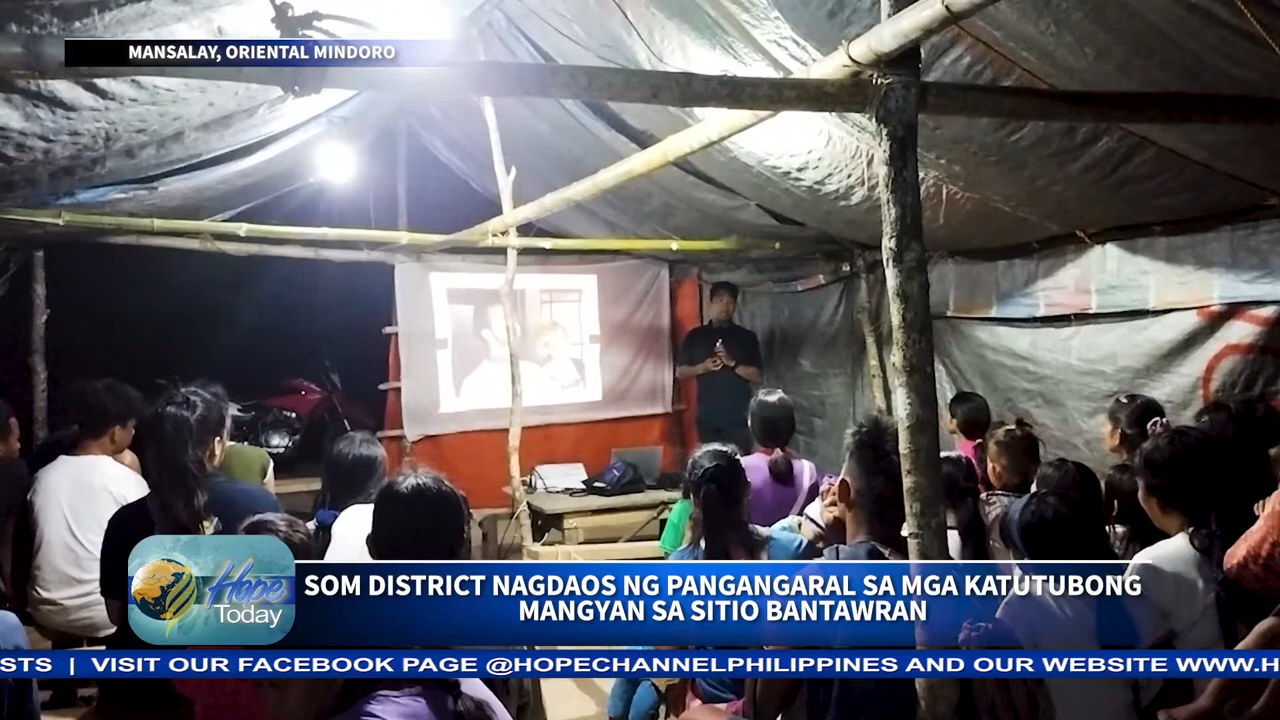 MANSALAY, ORIENTAL MINDORO
Hope
Today
SOM DISTRICT NAGDAOS NG PANGANGARAL SA MGA KATUTUBONG
MANGYAN SA SITIO BANTAWRAN
STS | VISIT OUR FACEBOOK PAGE @HOPECHANNELPHILIPPINES AND OUR WEBSITE WWW.H